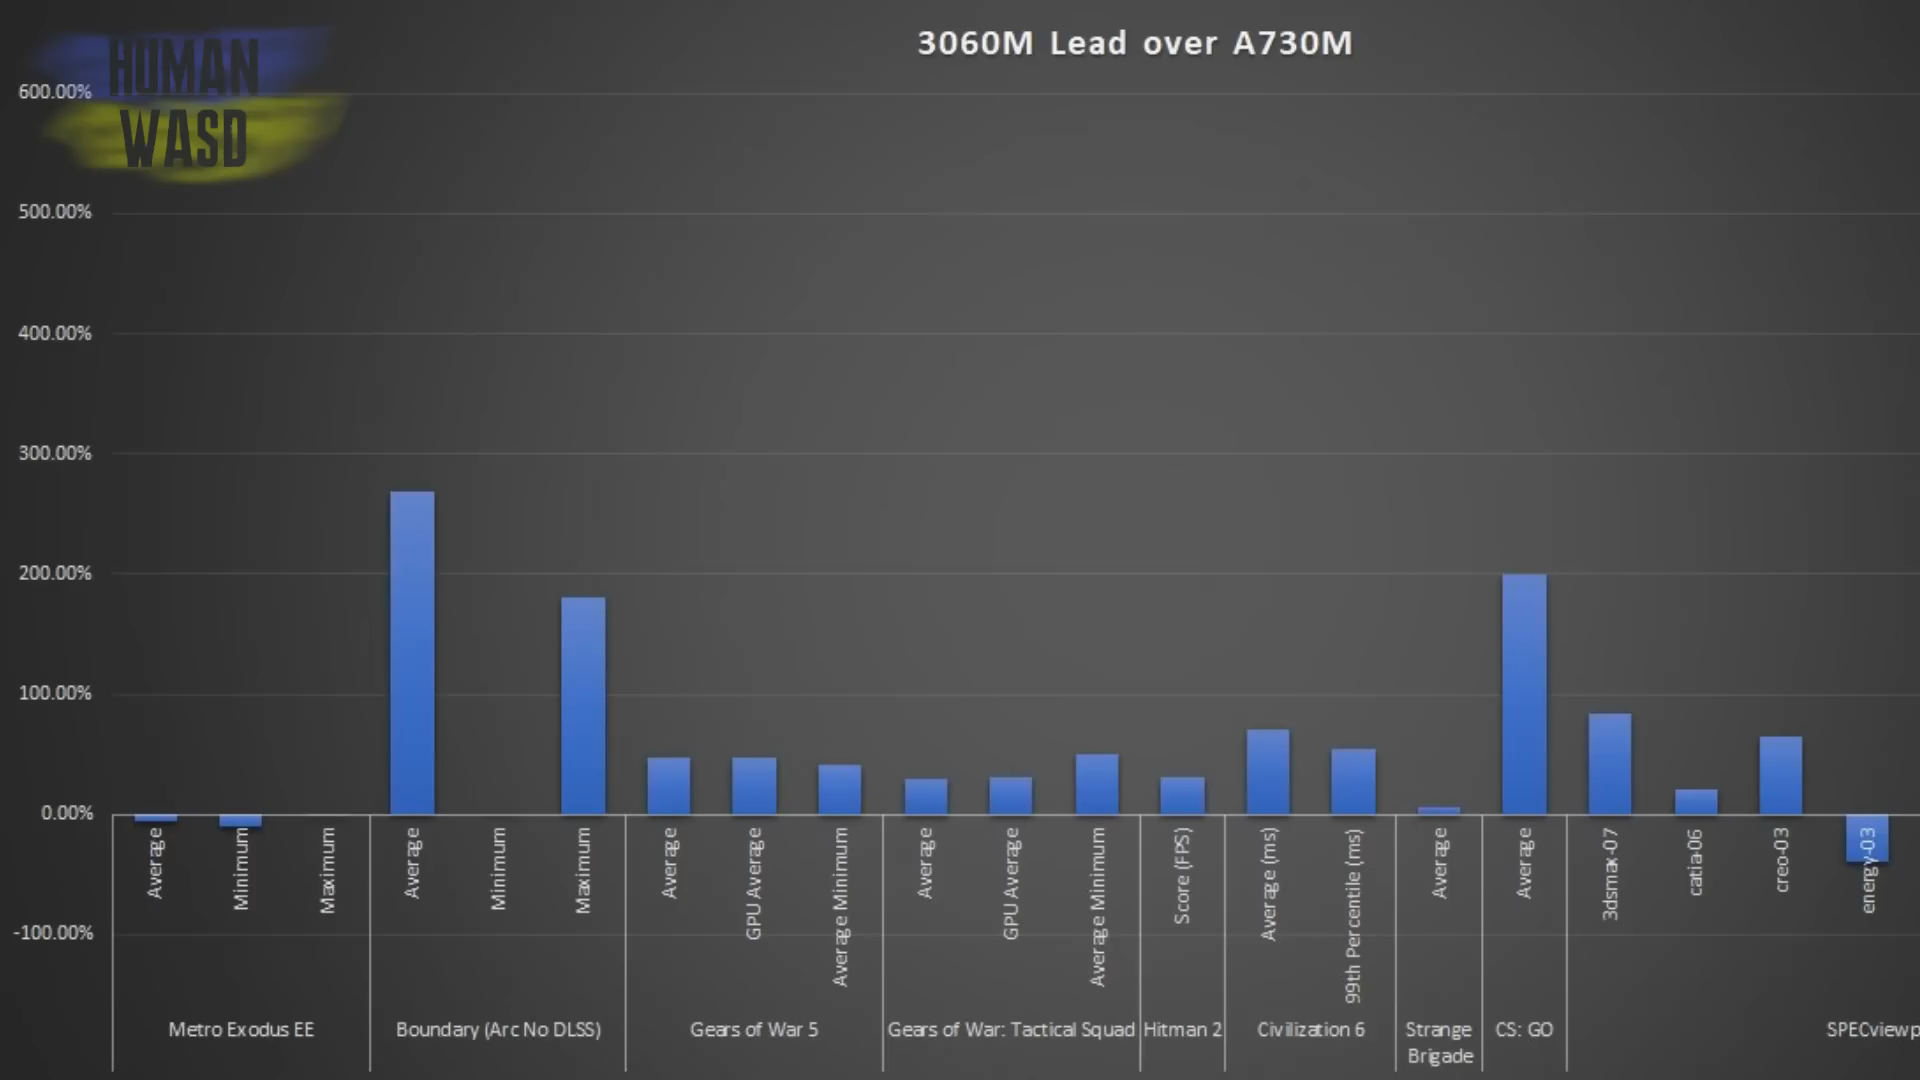 HUMAN
WASD
3060M Lead over A730M
600.00%
500.00%
400.00%
300.00%
200.00%
100.00%
0.00%
-100.00%
Average
Minimum
Maximum
Average
Minimum
Maximum
Average
GPU Average
Average Minimum
Average
GPU Average
Average Minimum
Score (FPS)
Average (ms)
99th Percentile (ms)
Average
Average
3dsmax-07
catia-06
creo-03
energy-03
Metro Exodus EE
Boundary (Arc No DLSS)
Gears of War 5
Gears of War: Tactical Squad
Hitman 2
Civilization 6
Strange
Brigade
CS: GO
SPECviewp